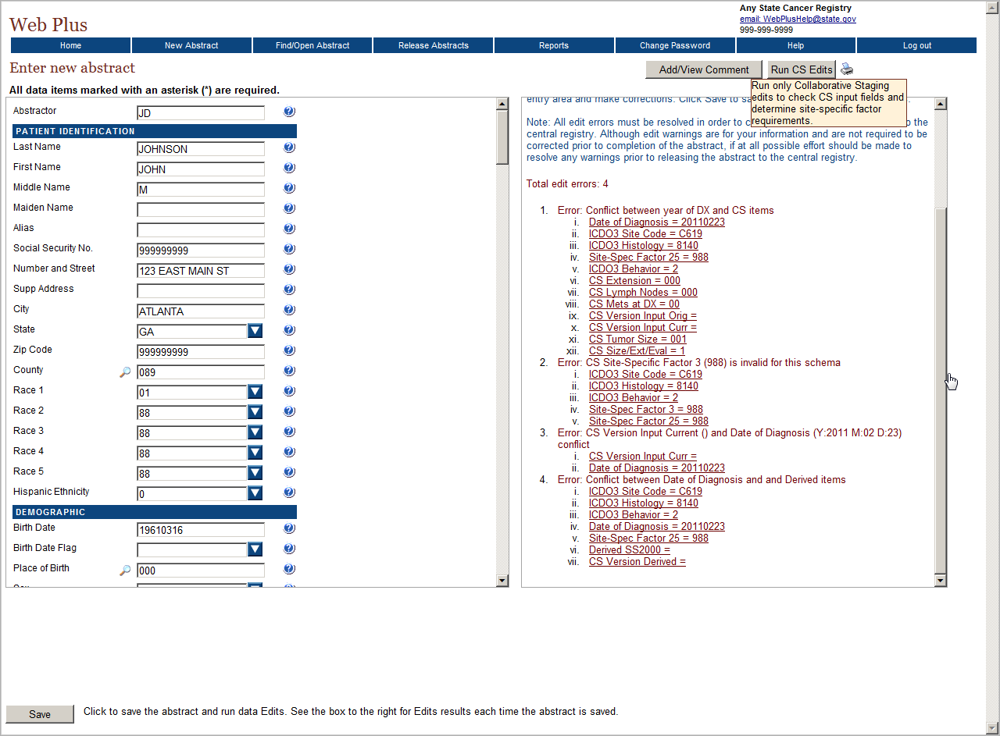 Web Plus
Any State Cancer Registry
email: WebPlusHelp@state.gov
999-999-9999
Home New Abstract Find/Open Abstract Release Abstracts Reports Change Password Help Log out
Enter new abstract
Add/View Comment Run CS Edits
Run only Collaborative Staging
edits to check CS input fields and
determine site-specific factor
requirements.
All data items marked with an asterisk (*) are required.
Abstractor JD
PATIENT IDENTIFICATION
Last Name JOHNSON
First Name JOHN
Middle Name M
Maiden Name
Alias
Social Security No. 999999999
Number and Street 123 EAST MAIN ST
Supp Address
City ATLANTA
State GA
Zip Code 999999999
County 089
Race 1 01
Race 2 88
Race 3 88
Race 4 88
Race 5 88
Hispanic Ethnicity 0
DEMOGRAPHIC
Birth Date 19610316
Birth Date Flag
Place of Birth 000
entry area and make corrections. Click Save to
Note: All edit errors must be resolved in order to to the
central registry. Although edit warnings are for your information and are not required to be
corrected prior to completion of the abstract, if at all possible effort should be made to
resolve any warnings prior to releasing the abstract to the central registry.
Total edit errors: 4
1. Error: Conflict between year of DX and CS items
i. Date of Diagnosis = 20110223
ii. ICDO3 Site Code = C619
iii. ICDO3 Histology = 8140
iv. Site-Spec Factor 25 = 988
v. ICDO3 Behavior = 2
vi. CS Extension = 000
vii. CS Lymph Nodes = 000
viii. CS Mets at DX = 00
ix. CS Version Input Orig =
x. CS Version Input Curr =
xi. CS Tumor Size = 001
xii. CS Size/Ext/Eval = 1
2. Error: CS Site-Specific Factor 3 (988) is invalid for this schema
i. ICDO3 Site Code = C619
ii. ICDO3 Histology = 8140
iii. ICDO3 Behavior = 2
iv. Site-Spec Factor 3 = 988
v. Site-Spec Factor 25 = 988
3. Error: CS Version Input Current () and Date of Diagnosis (Y:2011 M:02 D:23)
conflict
i. CS Version Input Curr =
ii. Date of Diagnosis = 20110223
4. Error: Conflict between Date of Diagnosis and and Derived items
i. ICDO3 Site Code = C619
ii. ICDO3 Histology = 8140
iii. ICDO3 Behavior = 2
iv. Date of Diagnosis = 20110223
v. Site-Spec Factor 25 = 988
vi. Derived SS2000 =
vii. CS Version Derived =
Save Click to save the abstract and run data Edits. See the box to the right for Edits results each time the abstract is saved.